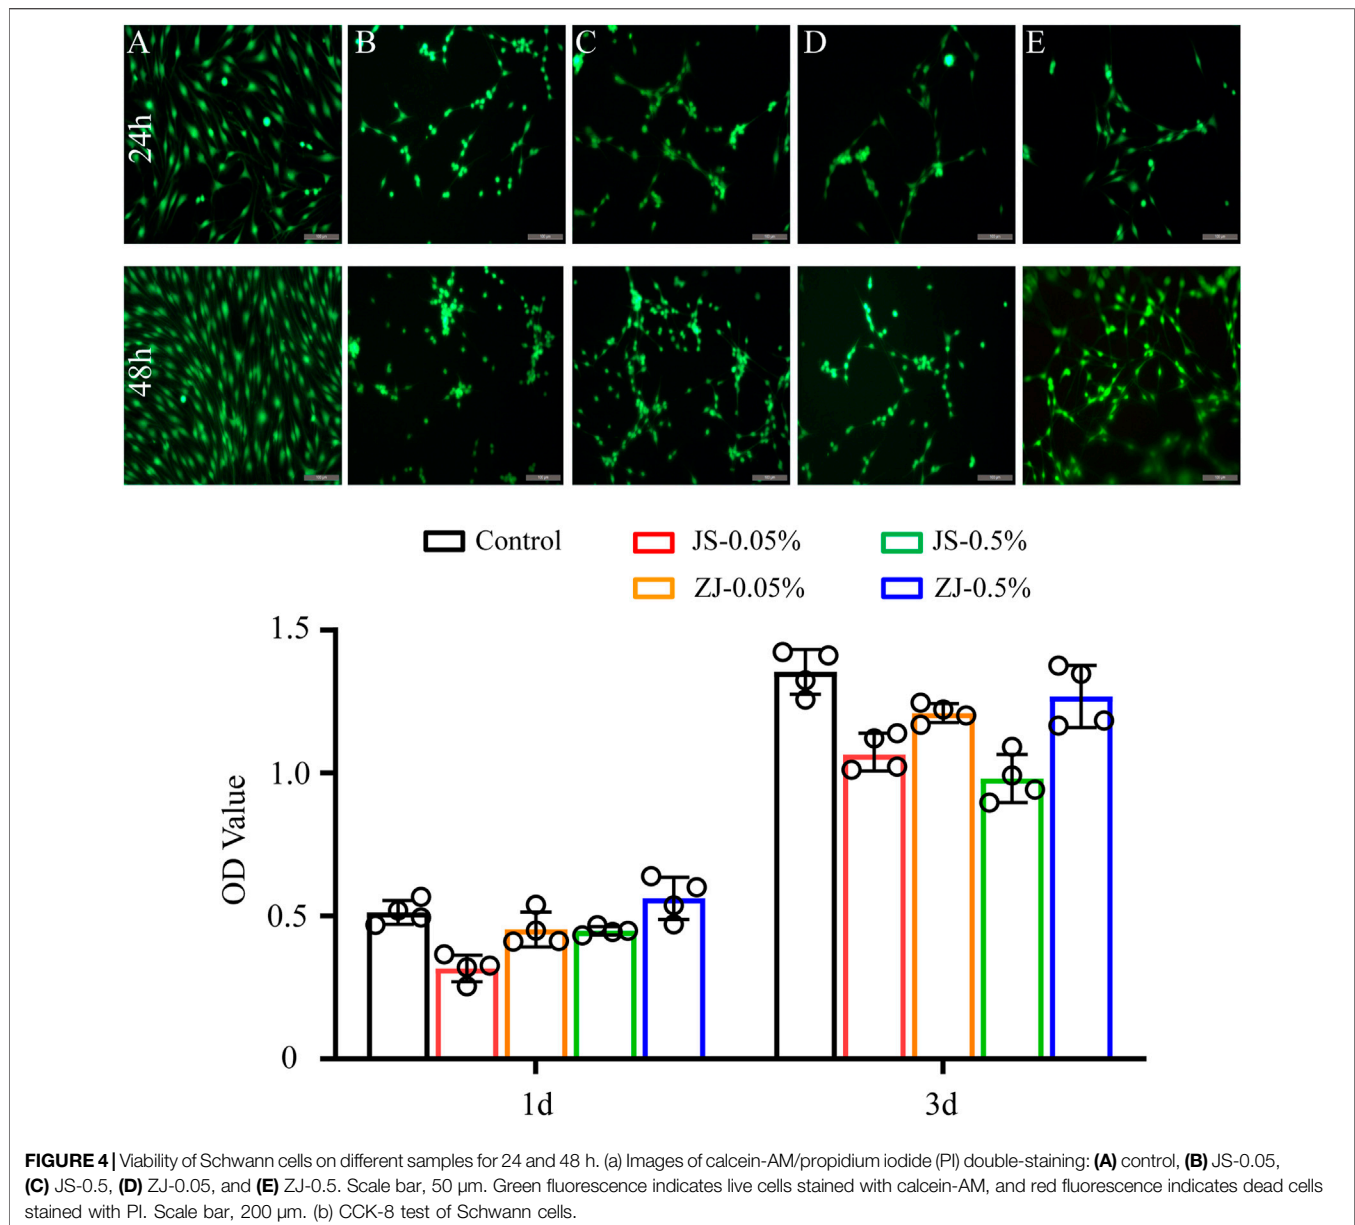 A B C D E
24h
48h
Control JS-0.05% JS-0.5%
ZJ-0.05% ZJ-0.5%
1.5
1.0
0.5
0
OD Value
1d 3d
FIGURE 4 | Viability of Schwann cells on different samples for 24 and 48 h. (a) Images of calcein-AM/propidium iodide (PI) double-staining: (A) control, (B) JS-0.05,
(C) JS-0.5, (D) ZJ-0.05, and (E) ZJ-0.5. Scale bar, 50 μm. Green fluorescence indicates live cells stained with calcein-AM, and red fluorescence indicates dead cells
stained with PI. Scale bar, 200 μm. (b) CCK-8 test of Schwann cells.